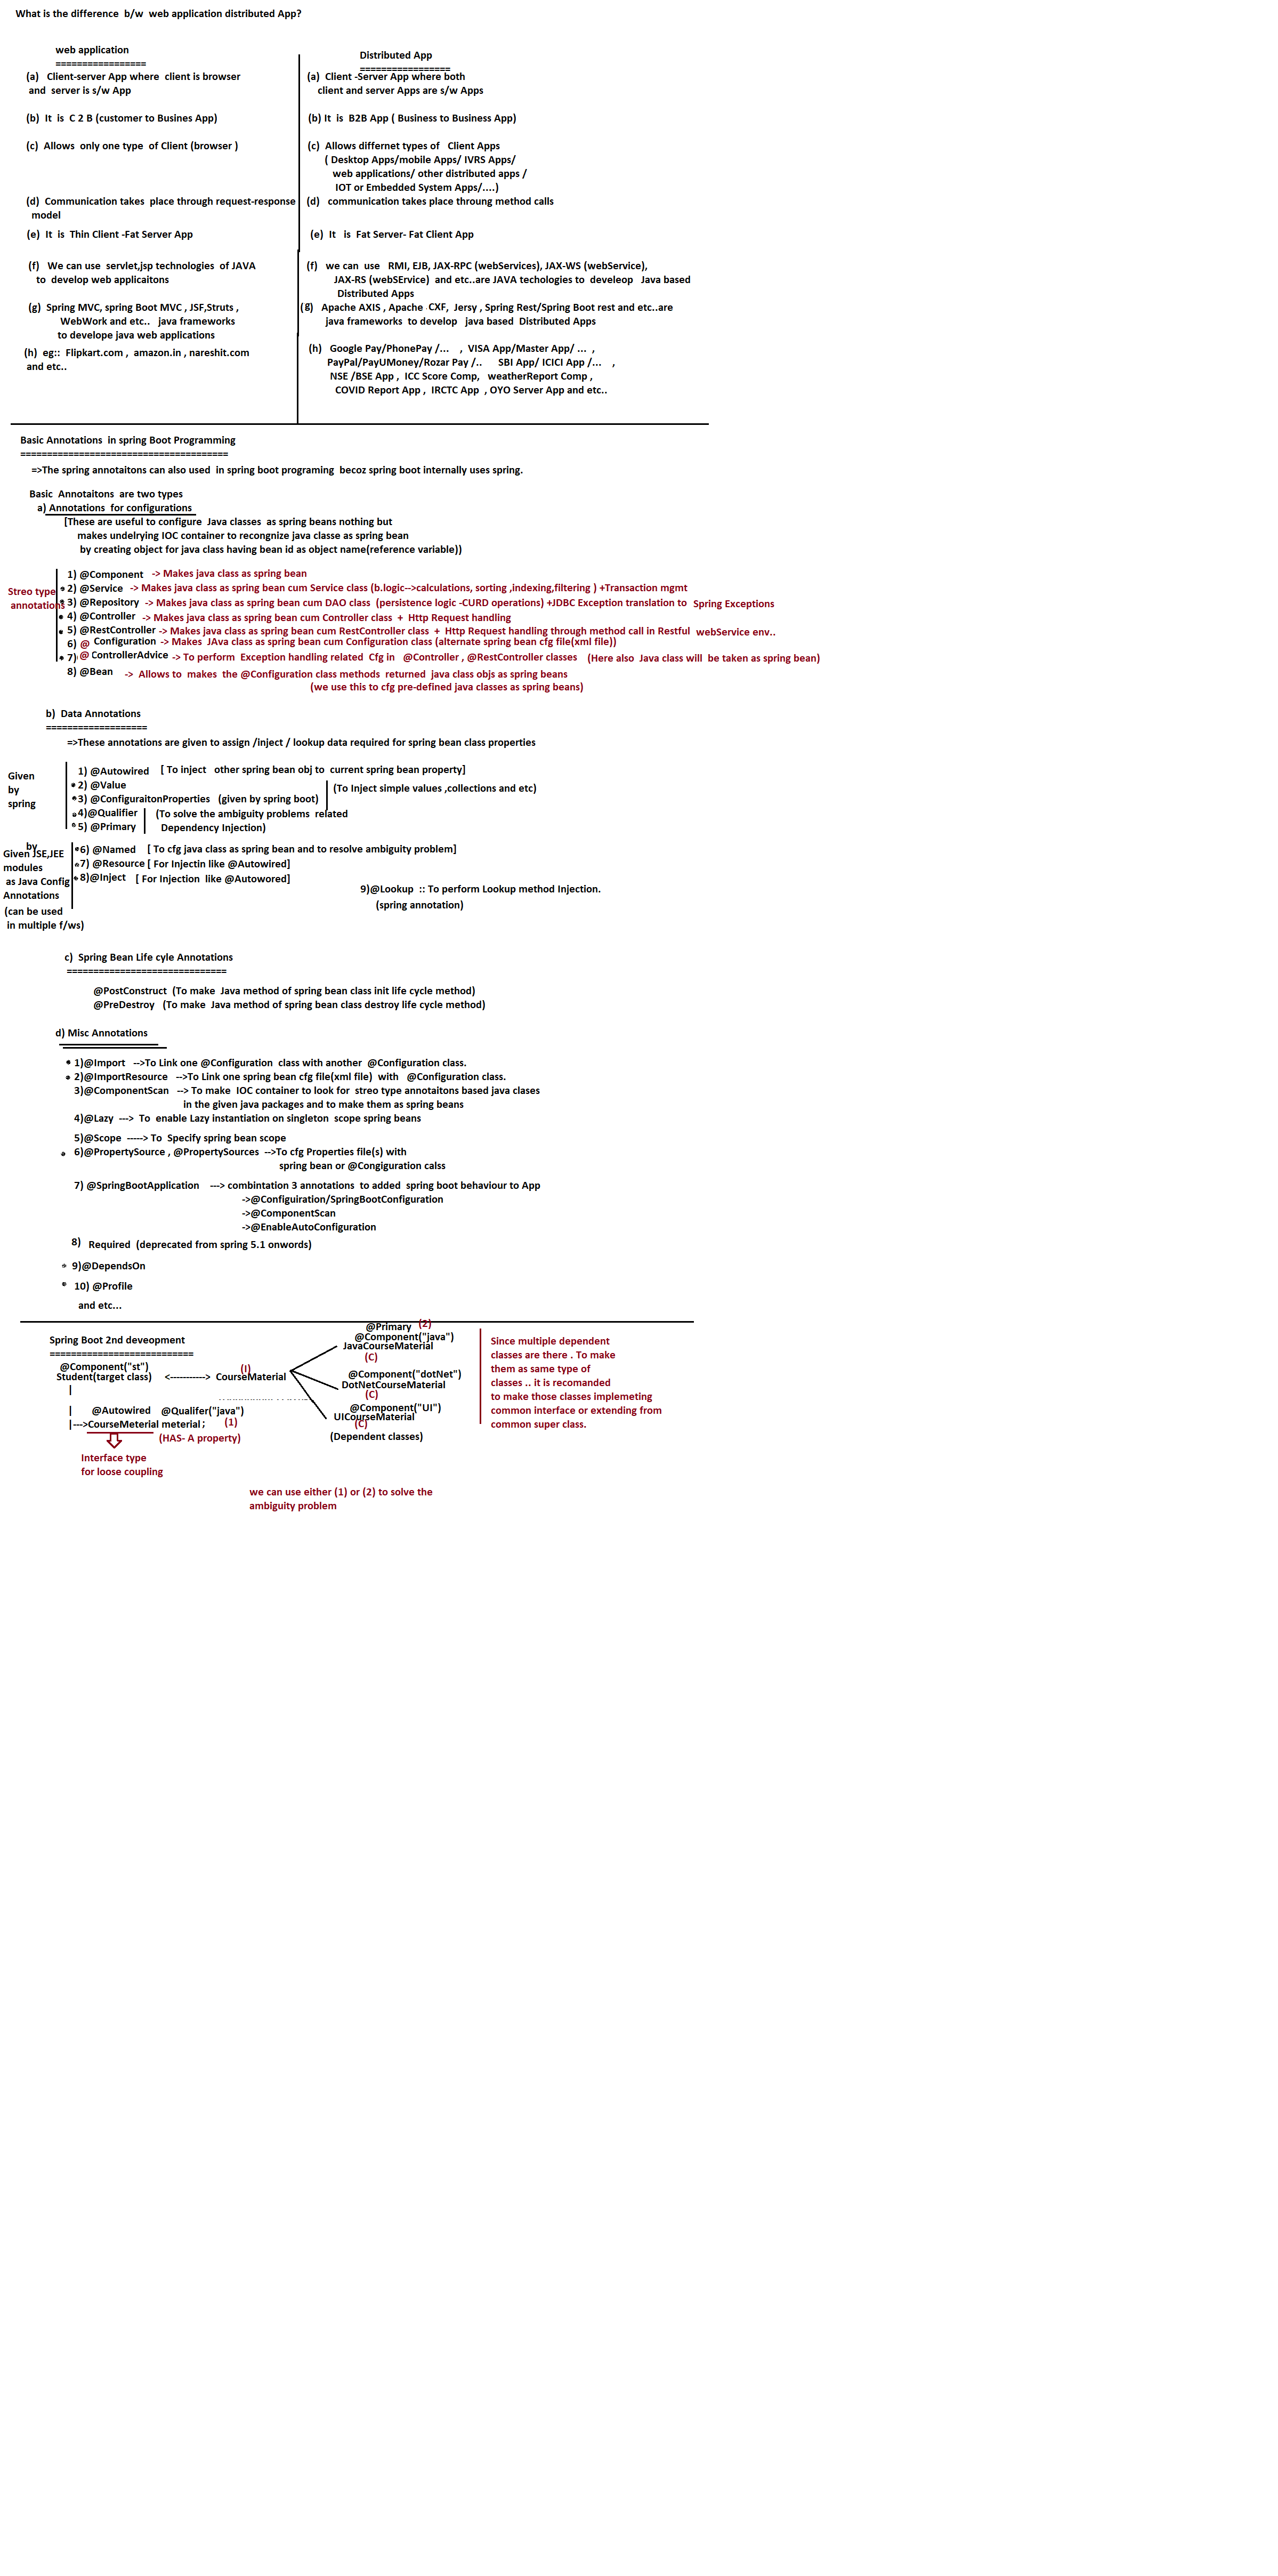 What is the difference  b/w  web application distributed App?
web application
=================
(a)   Client-server App where  client is browser
and  server is s/w App
(b)  It  is  C 2 B (customer to Busines App)
(c)  Allows  only one type  of Client (browser )
(d)  Communication takes  place through request-response
model
(e)  It  is  Thin Client -Fat Server App
(f)   We can use  servlet,jsp technologies  of JAVA
to  develop web applicaitons
(g)  Spring MVC, spring Boot MVC , JSF,Struts ,
WebWork and etc..   java frameworks
to develope java web applications
(h)  eg::  Flipkart.com ,  amazon.in , nareshit.com
and etc..
Distributed App
=================
(a)  Client -Server App where both
client and server Apps are s/w Apps
(b) It  is  B2B App ( Business to Business App)
(c)  Allows differnet types of   Client Apps
( Desktop Apps/mobile Apps/ IVRS Apps/
web applications/ other distributed apps /
IOT or Embedded System Apps/....)
(d)   communication takes place throung method calls
(e)  It   is  Fat Server- Fat Client App
(f)   we can  use   RMI, EJB, JAX-RPC (webServices), JAX-WS (webService),
JAX-RS (webSErvice)  and etc..are JAVA techologies to  develeop   Java based
Distributed Apps
(g)   Apache AXIS , Apache  CXF,  Jersy , Spring Rest/Spring Boot rest and etc..are
java frameworks  to develop   java based  Distributed Apps
(h)   Google Pay/PhonePay /...    ,  VISA App/Master App/ ...  ,
PayPal/PayUMoney/Rozar Pay /..      SBI App/ ICICI App /...    ,
NSE /BSE App ,  ICC Score Comp,   weatherReport Comp ,
COVID Report App ,  IRCTC App  , OYO Server App and etc..
Basic Annotations  in spring Boot Programming
=======================================
=>The spring annotaitons can also used  in spring boot programing  becoz spring boot internally uses spring.
Basic  Annotaitons  are two types
a) Annotations  for configurations
[These are useful to configure  Java classes  as spring beans nothing but
makes undelrying IOC container to recongnize java classe as spring bean
by creating object for java class having bean id as object name(reference variable))
Streo type
annotations
1) @Component   -> Makes java class as spring bean
2) @Service   -> Makes java class as spring bean cum Service class (b.logic-->calculations, sorting ,indexing,filtering ) +Transaction mgmt
3) @Repository  -> Makes java class as spring bean cum DAO class  (persistence logic -CURD operations) +JDBC Exception translation to  Spring Exceptions
4) @Controller   -> Makes java class as spring bean cum Controller class  +  Http Request handling
5) @RestController -> Makes java class as spring bean cum RestController class  +  Http Request handling through method call in Restful  webService env..
6) @ Configuration -> Makes  JAva class as spring bean cum Configuration class (alternate spring bean cfg file(xml file))
7) @ ControllerAdvice -> To perform  Exception handling related  Cfg in   @Controller , @RestController classes    (Here also  Java class will  be taken as spring bean)
8) @Bean    ->  Allows to  makes  the @Configuration class methods  returned  java class objs as spring beans
(we use this to cfg pre-defined java classes as spring beans)
b)  Data Annotations
===================
=>These annotations are given to assign /inject / lookup data required for spring bean class properties
Given
by
spring
1) @Autowired    [ To inject   other spring bean obj to  current spring bean property]
2) @Value
3) @ConfiguraitonProperties   (given by spring boot)
(To Inject simple values ,collections and etc)
4)@Qualifier      (To solve the ambiguity problems  related
5) @Primary         Dependency Injection)
by
Given JSE,JEE
modules
as Java Config
Annotations
(can be used
in multiple f/ws)
6) @Named    [ To cfg java class as spring bean and to resolve ambiguity problem]
7) @Resource [ For Injectin like @Autowired]
8)@Inject    [ For Injection  like @Autowored]
9)@Lookup  :: To perform Lookup method Injection.
(spring annotation)
c)  Spring Bean Life cyle Annotations
==============================
@PostConstruct  (To make  Java method of spring bean class init life cycle method)
@PreDestroy   (To make  Java method of spring bean class destroy life cycle method)
d) Misc Annotations
1)@Import   -->To Link one @Configuration  class with another  @Configuration class.
2)@ImportResource   -->To Link one spring bean cfg file(xml file)  with   @Configuration class.
3)@ComponentScan   --> To make  IOC container to look for  streo type annotaitons based java clases
in the given java packages and to make them as spring beans
4)@Lazy  --->  To  enable Lazy instantiation on singleton  scope spring beans
5)@Scope  -----> To  Specify spring bean scope
6)@PropertySource , @PropertySources  -->To cfg Properties file(s) with
spring bean or @Congiguration calss
7) @SpringBootApplication    ---> combintation 3 annotations  to added  spring boot behaviour to App
->@Configuiration/SpringBootConfiguration
->@ComponentScan
->@EnableAutoConfiguration
8)   Required  (deprecated from spring 5.1 onwords)
9)@DependsOn
10) @Profile
and etc...
Spring Boot 2nd deveopment
===========================
@Component("st")
Student(target class)     <----------->  CourseMaterial
(I)
|
|       @Autowired    @Qualifer("java")
|--->CourseMeterial meterial ;      (1)
(HAS- A property)
Interface type
for loose coupling
@Primary   (2)
@Component("java")
JavaCourseMaterial
(C)
@Component("dotNet")
DotNetCourseMaterial
(C)
@Component("UI")
UICourseMaterial
(C)
(Dependent classes)
Since multiple dependent
classes are there . To make
them as same type of
classes .. it is recomanded
to make those classes implemeting
common interface or extending from
common super class.
we can use either (1) or (2) to solve the
ambiguity problem